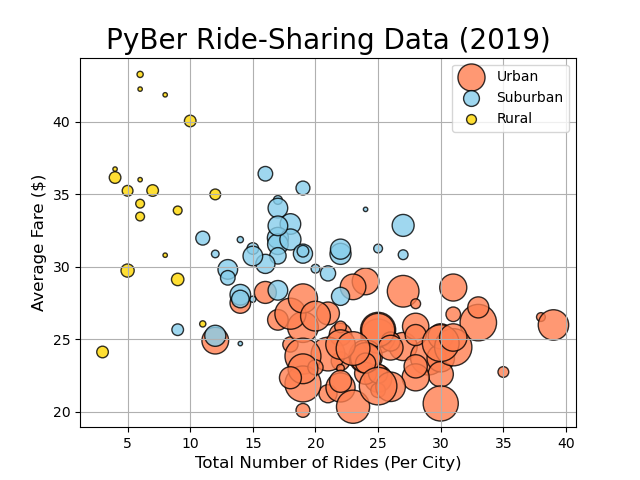 PyBer Ride-Sharing Data (2019)
Urban
Suburban
Rural
Average Fare ($)
40
35
30
25
20
5 10 15 20 25 30 35 40
Total Number of Rides (Per City)